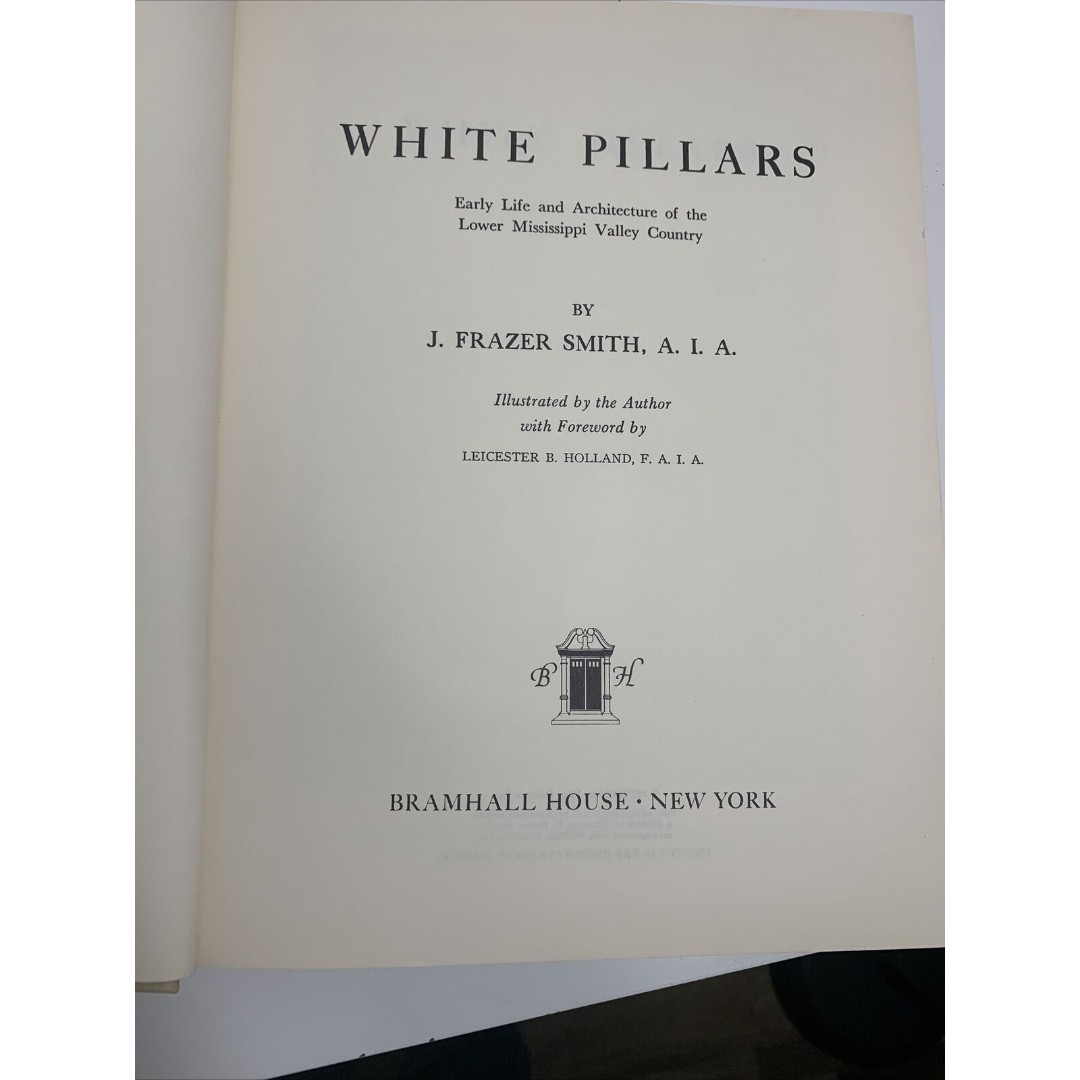 WHITE PILLARS
Early Life and Architecture of the
Lower Mississippi Valley Country
BY
J. FRAZER SMITH, A. I. A.
Illustrated by the Author
with Foreword by
LEICESTER B. HOLLAND, F. A. I. A.
B H
BRAMHALL HOUSE • NEW YORK